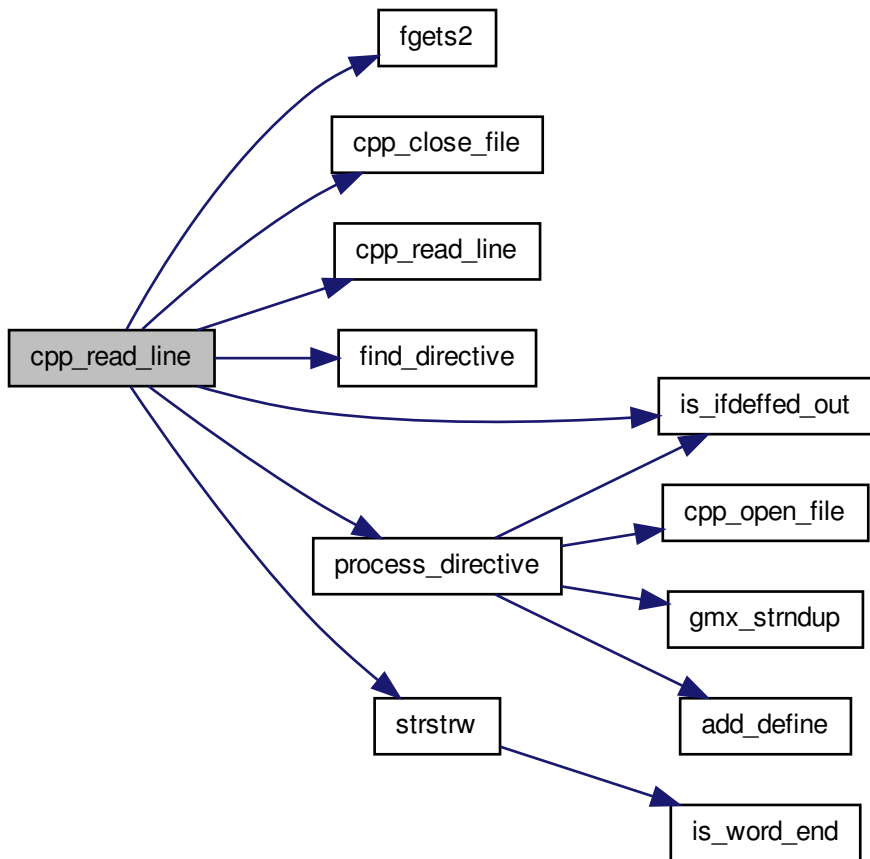 fgets2
cpp_close_file
cpp_read_line
cpp_read_line
find_directive
is_ifdeffed_out
cpp_open_file
process_directive
gmx_strndup
strstrw
add_define
is_word_end